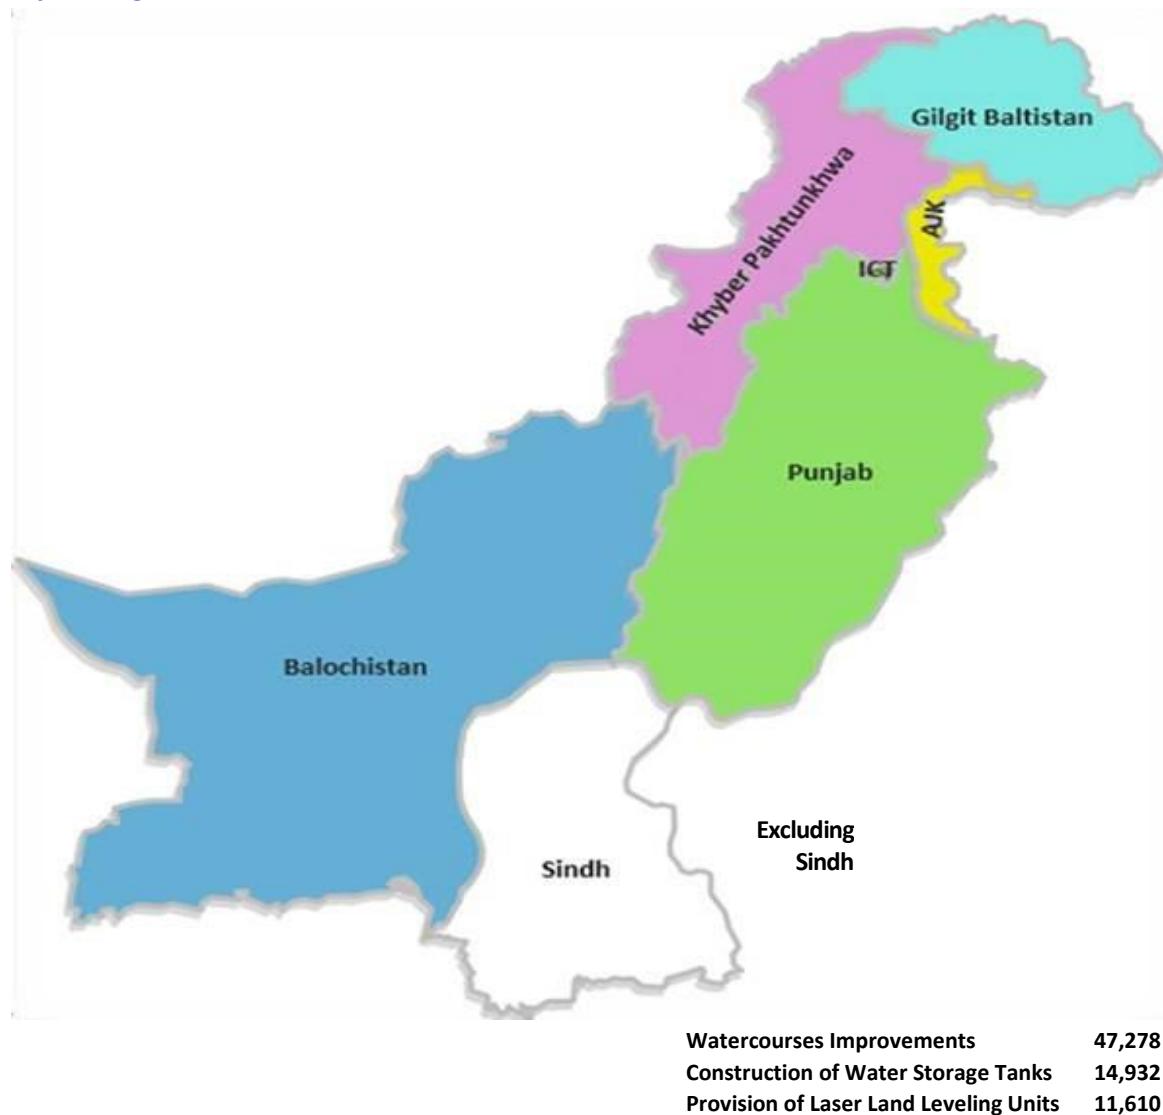 Gilgit Baltistan
Khyber Pakhtunkhwa
AJK
ICT
Punjab
Balochistan
Excluding
Sindh
Sindh
Watercourses Improvements 47,278
Construction of Water Storage Tanks 14,932
Provision of Laser Land Leveling Units 11,610